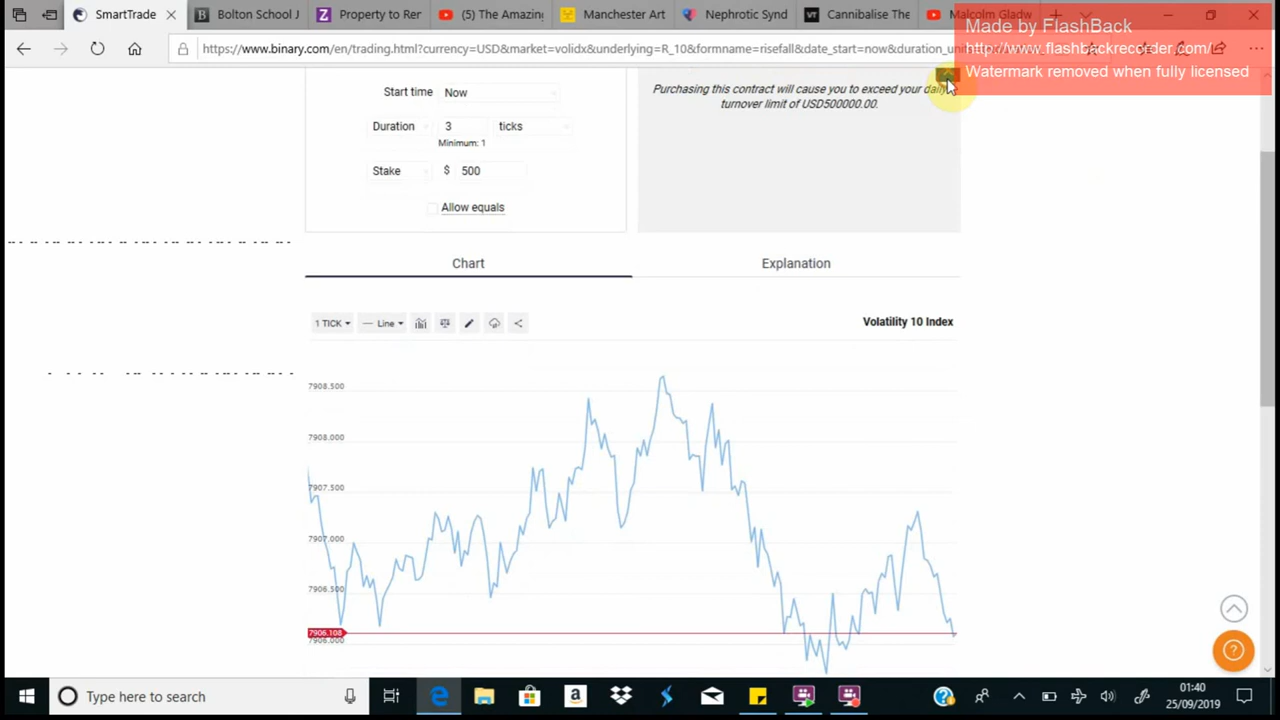 SmartTrade
Bolton School J
Property to Rer
(5) The Amazin
Manchester Art
Nephrotic Synd
Cannibalise The
Malcolm Gladw
Made by FlashBack
http://www.flashbackrecorder.com/
Watermark removed when fully licensed
https://www.binary.com/en/trading.html?currency=USD&market=volidx&underlying=R_10&formname=risefall&date_start=now&duration_uni
Start time Now
Duration 3 ticks
Minimum: 1
Stake $ 500
Allow equals
Purchasing this contract will cause you to exceed your daily
turnover limit of USD500000.00.
Chart Explanation
1 TICK Line
Volatility 10 Index
7908.500
7908.000
7907.500
7907.000
7906.500
7906.108
7906.000
Type here to search
01:40
25/09/2019